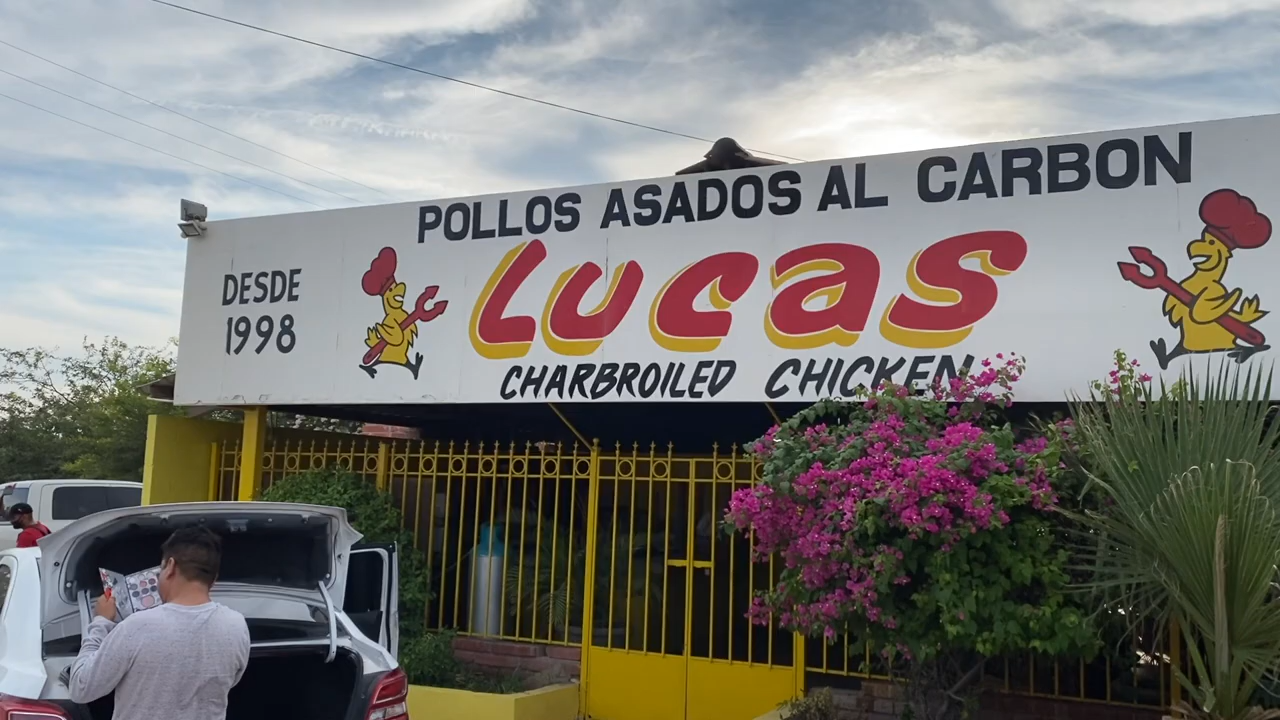 POLLOS ASADOS AL CARBON
DESDE
1998
Lucas
CHARBROILED CHICKEN